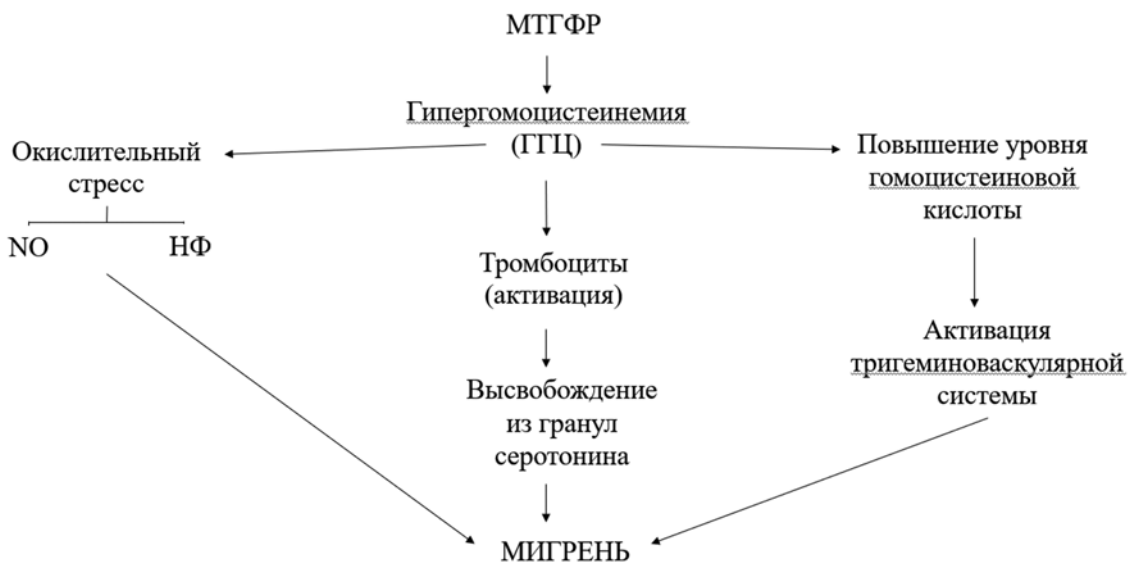 МТГФР
Гипергомоцистеинемия
(ГГЦ)
Окислительный
стресс
NO НФ
Тромбоциты
(активация)
Высвобождение
из гранул
серотонина
Повышение уровня
гомоцистеиновой
кислоты
Активация
тригеминоваскулярной
системы
МИГРЕНЬ